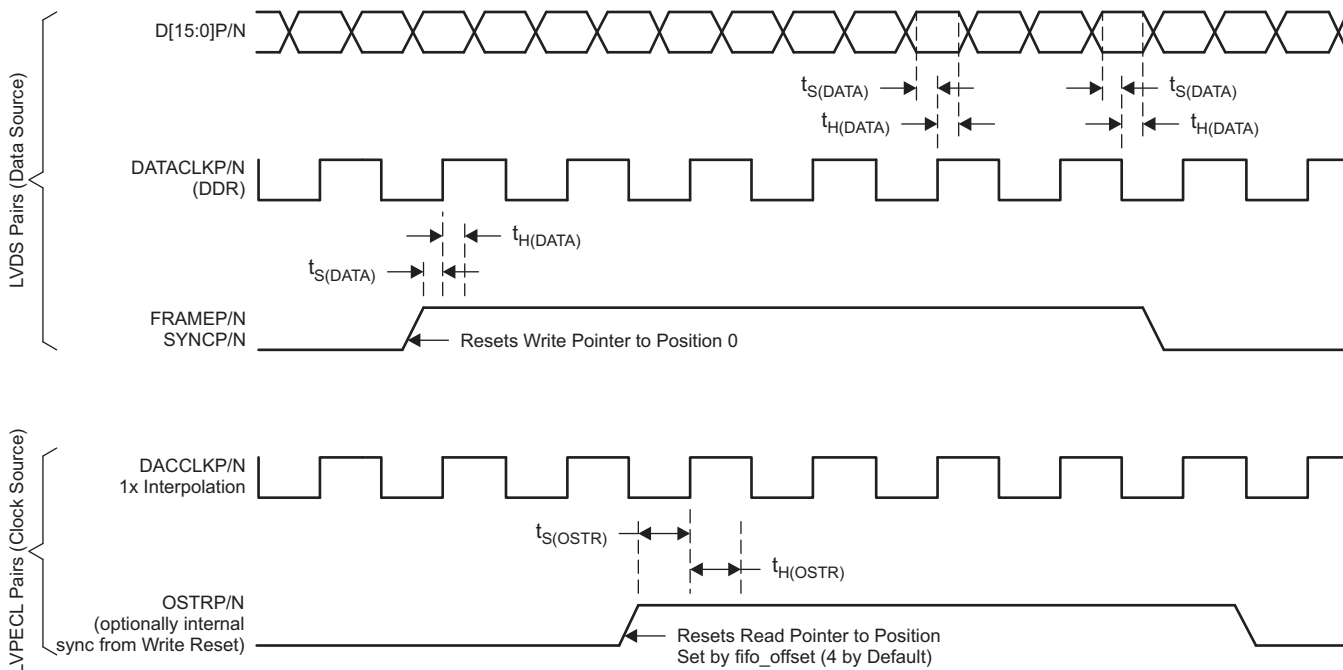 LVDS Pairs (Data Source)
D[15:0]P/N
tS(DATA)
tH(DATA)
tS(DATA)
tH(DATA)
DATACLKP/N
(DDR)
tH(DATA)
tS(DATA)
FRAMEP/N
SYNCP/N
Resets Write Pointer to Position 0
LVPECL Pairs (Clock Source)
DACCLKP/N
1x Interpolation
tS(OSTR)
tH(OSTR)
OSTRP/N
(optionally internal
sync from Write Reset)
Resets Read Pointer to Position
Set by fifo_offset (4 by Default)